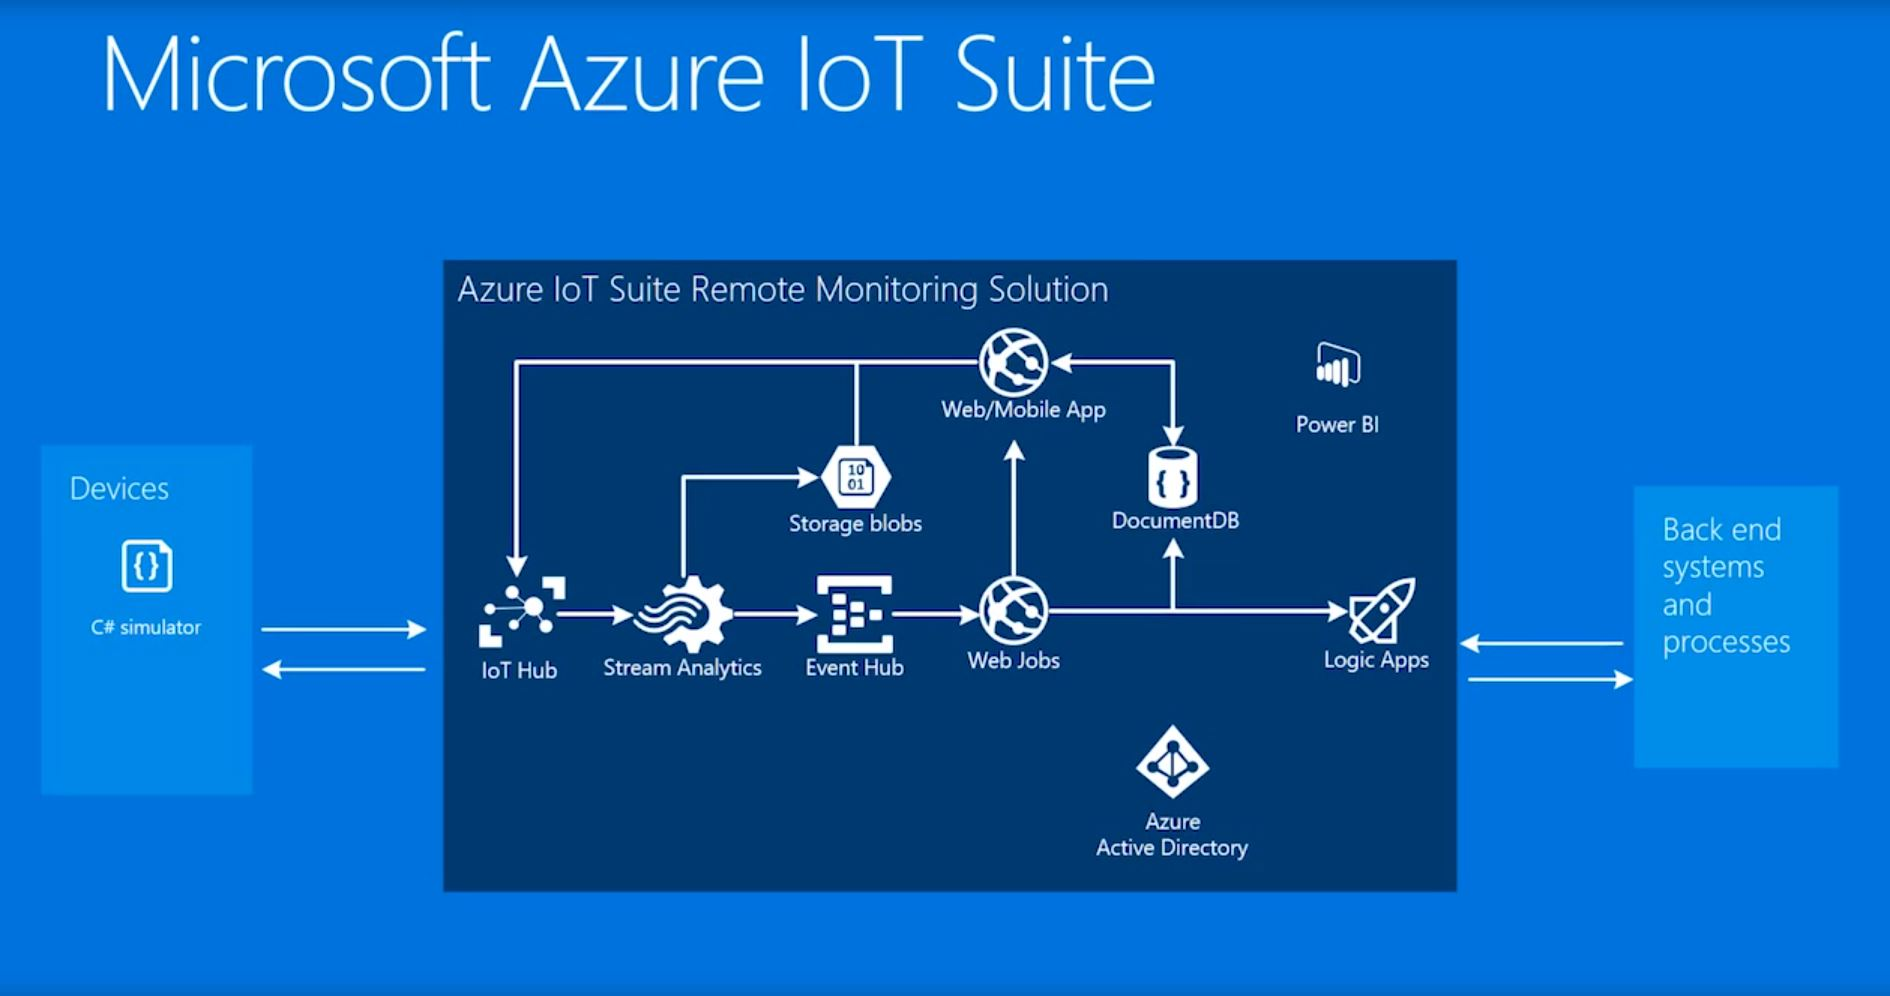 Microsoft Azure IoT Suite
Azure IoT Suite Remote Monitoring Solution
Web/Mobile App
Power BI
Devices
{}
C# simulator
10
01
Storage blobs
{ }
DocumentDB
Back end
systems
and
processes
IoT Hub
Stream Analytics
Event Hub
Web Jobs
Logic Apps
Azure
Active Directory